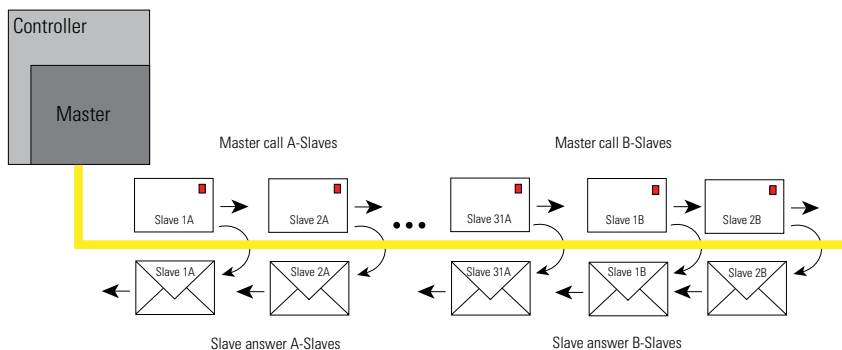 Controller
Master
Master call A-Slaves
Master call B-Slaves
Slave 1A
Slave 2A
Slave 31A
Slave 1B
Slave 2B
Slave 1A
Slave 2A
Slave 31A
Slave 1B
Slave 2B
Slave answer A-Slaves
Slave answer B-Slaves